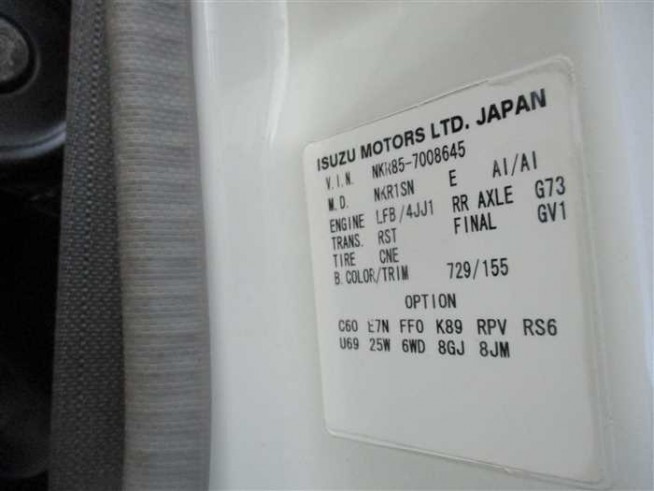 ISUZU MOTORS LTD. JAPAN
V.I.N. NKR85-7008645
M.D. NKR1SN E AI/AI
ENGINE LFB/4JJ1 RR AXLE G73
TRANS. RST FINAL GV1
TIRE CNE
B.COLOR/TRIM 729/155
OPTION
C60 E7N FF0 K89 RPV RS6
U69 25W 6WD 8GJ 8JM